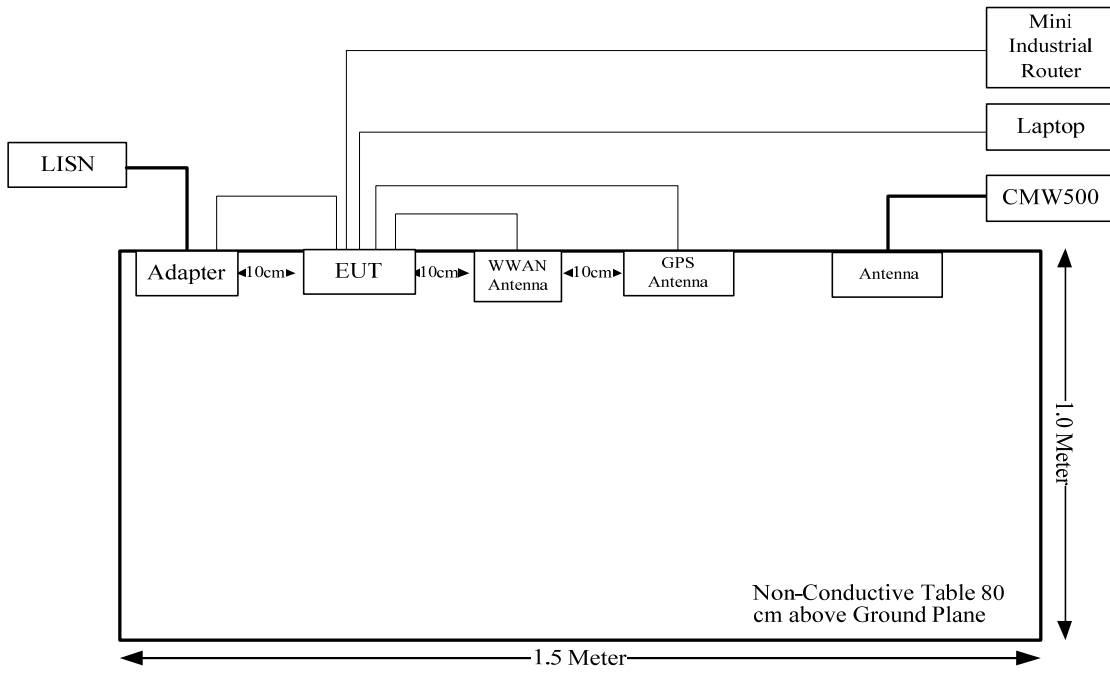 Mini
Industrial
Router
Laptop
LISN
CMW500
Adapter
10cm
EUT
10cm
WWAN
Antenna
10cm
GPS
Antenna
Antenna
1.0 Meter
Non-Conductive Table 80
cm above Ground Plane
1.5 Meter